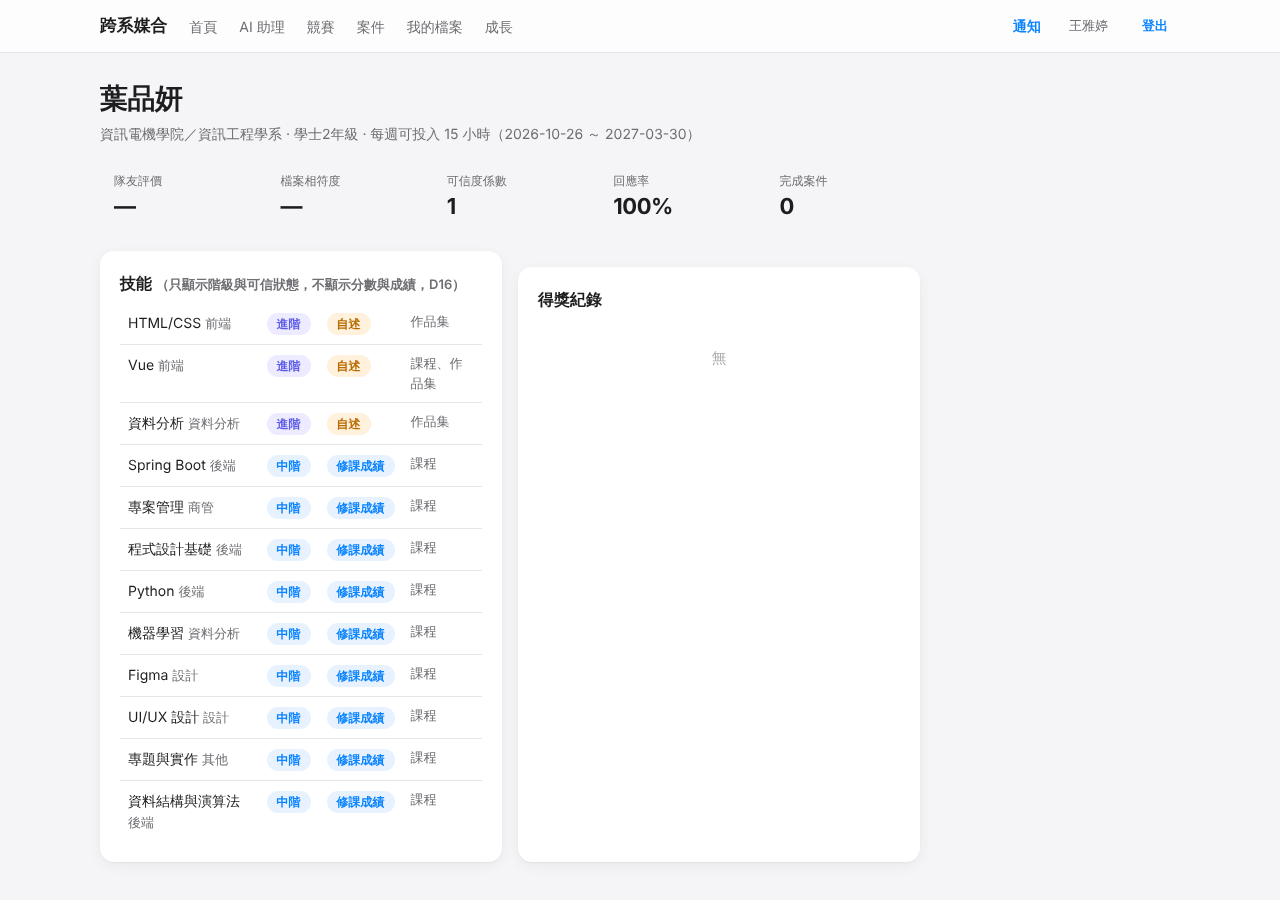 跨系媒合 首頁 AI 助理 競賽 案件 我的檔案 成長 通知 王雅婷 登出
葉品妍
資訊電機學院／資訊工程學系 · 學士2年級 · 每週可投入 15 小時（2026-10-26 ～ 2027-03-30）
隊友評價 檔案相符度 可信度係數 回應率 完成案件
— — 1 100% 0
技能 （只顯示階級與可信狀態，不顯示分數與成績，D16）
HTML/CSS 前端 進階 自述 作品集
Vue 前端 進階 自述 課程、作
品集
資料分析 資料分析 進階 自述 作品集
Spring Boot 後端 中階 修課成績 課程
專案管理 商管 中階 修課成績 課程
程式設計基礎 後端 中階 修課成績 課程
Python 後端 中階 修課成績 課程
機器學習 資料分析 中階 修課成績 課程
Figma 設計 中階 修課成績 課程
UI/UX 設計 設計 中階 修課成績 課程
專題與實作 其他 中階 修課成績 課程
資料結構與演算法 中階 修課成績 課程
後端
得獎紀錄
無